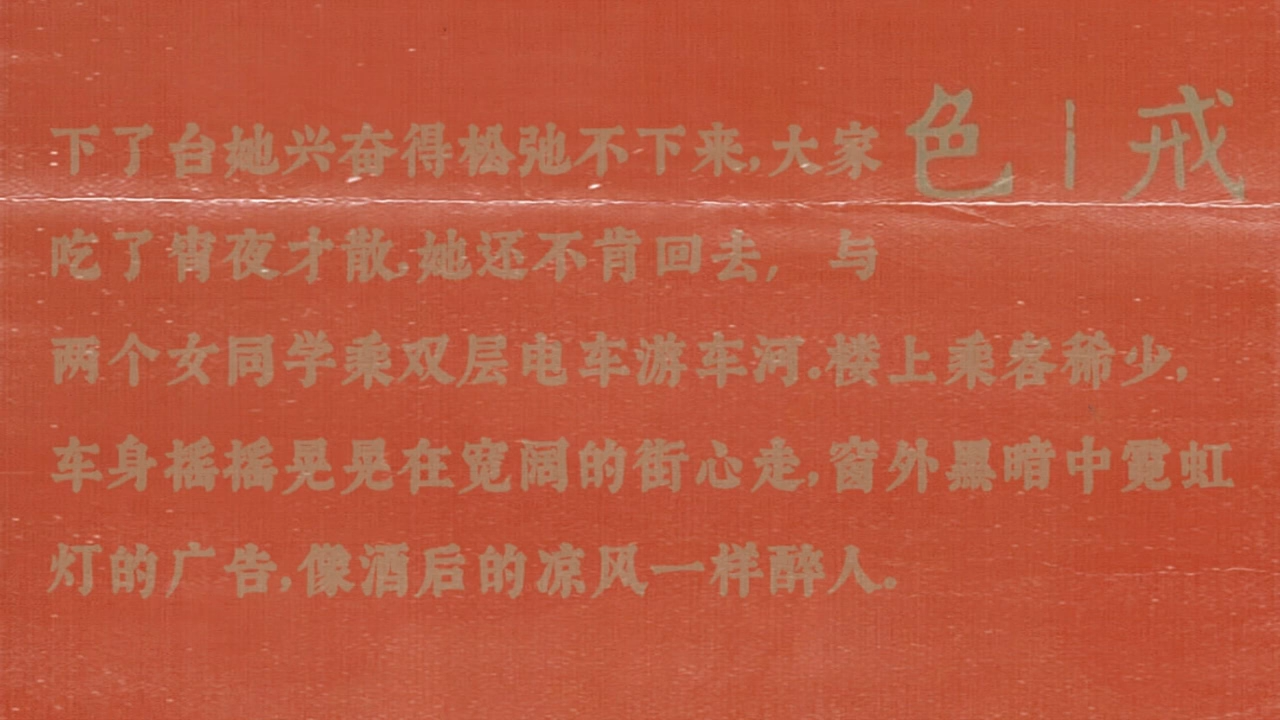 色｜戒
下了台她兴奋得松弛不下来,大家
吃了宵夜才散,她还不肯回去, 与
两个女同学乘双层电车游车河.楼上乘客稀少,
车身摇摇晃晃在宽阔的街心走,窗外黑暗中霓虹
灯的广告,像酒后的凉风一样醉人.